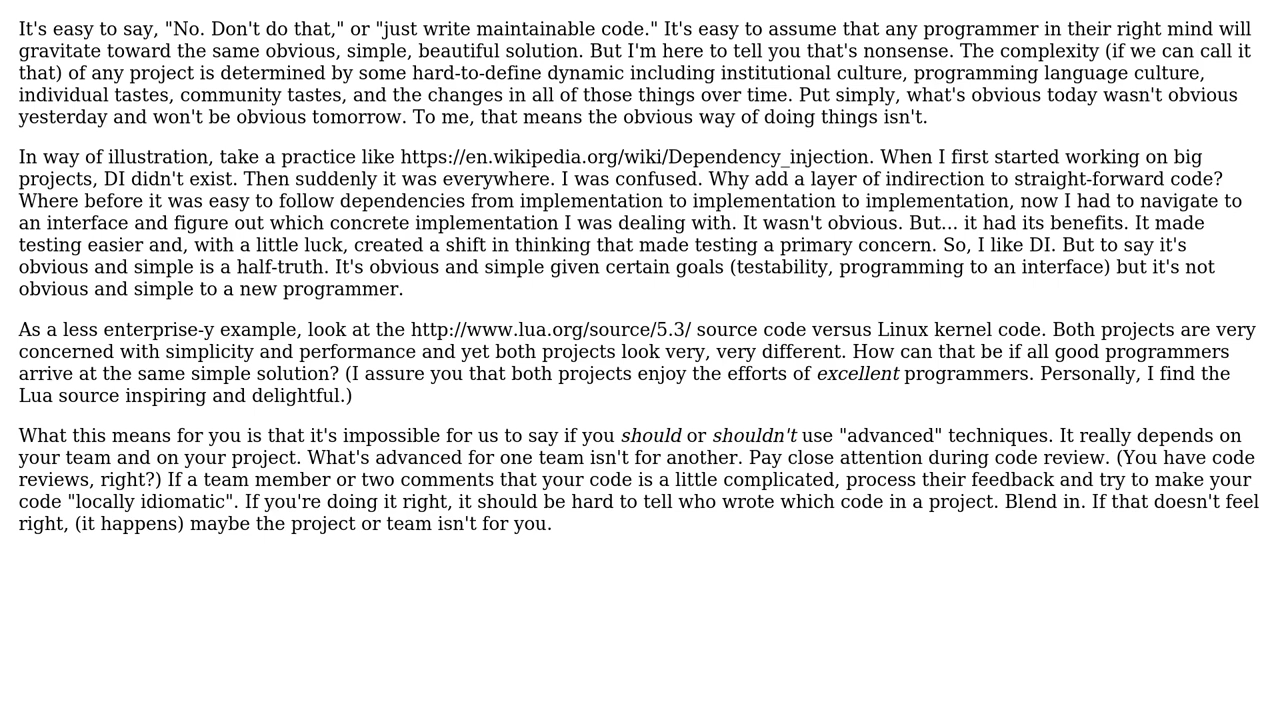 It's easy to say, "No. Don't do that," or "just write maintainable code." It's easy to assume that any programmer in their right mind will
gravitate toward the same obvious, simple, beautiful solution. But I'm here to tell you that's nonsense. The complexity (if we can call it
that) of any project is determined by some hard-to-define dynamic including institutional culture, programming language culture,
individual tastes, community tastes, and the changes in all of those things over time. Put simply, what's obvious today wasn't obvious
yesterday and won't be obvious tomorrow. To me, that means the obvious way of doing things isn't.
In way of illustration, take a practice like https://en.wikipedia.org/wiki/Dependency_injection. When I first started working on big
projects, DI didn't exist. Then suddenly it was everywhere. I was confused. Why add a layer of indirection to straight-forward code?
Where before it was easy to follow dependencies from implementation to implementation to implementation, now I had to navigate to
an interface and figure out which concrete implementation I was dealing with. It wasn't obvious. But... it had its benefits. It made
testing easier and, with a little luck, created a shift in thinking that made testing a primary concern. So, I like DI. But to say it's
obvious and simple is a half-truth. It's obvious and simple given certain goals (testability, programming to an interface) but it's not
obvious and simple to a new programmer.
As a less enterprise-y example, look at the http://www.lua.org/source/5.3/ source code versus Linux kernel code. Both projects are very
concerned with simplicity and performance and yet both projects look very, very different. How can that be if all good programmers
arrive at the same simple solution? (I assure you that both projects enjoy the efforts of excellent programmers. Personally, I find the
Lua source inspiring and delightful.)
What this means for you is that it's impossible for us to say if you should or shouldn't use "advanced" techniques. It really depends on
your team and on your project. What's advanced for one team isn't for another. Pay close attention during code review. (You have code
reviews, right?) If a team member or two comments that your code is a little complicated, process their feedback and try to make your
code "locally idiomatic". If you're doing it right, it should be hard to tell who wrote which code in a project. Blend in. If that doesn't feel
right, (it happens) maybe the project or team isn't for you.